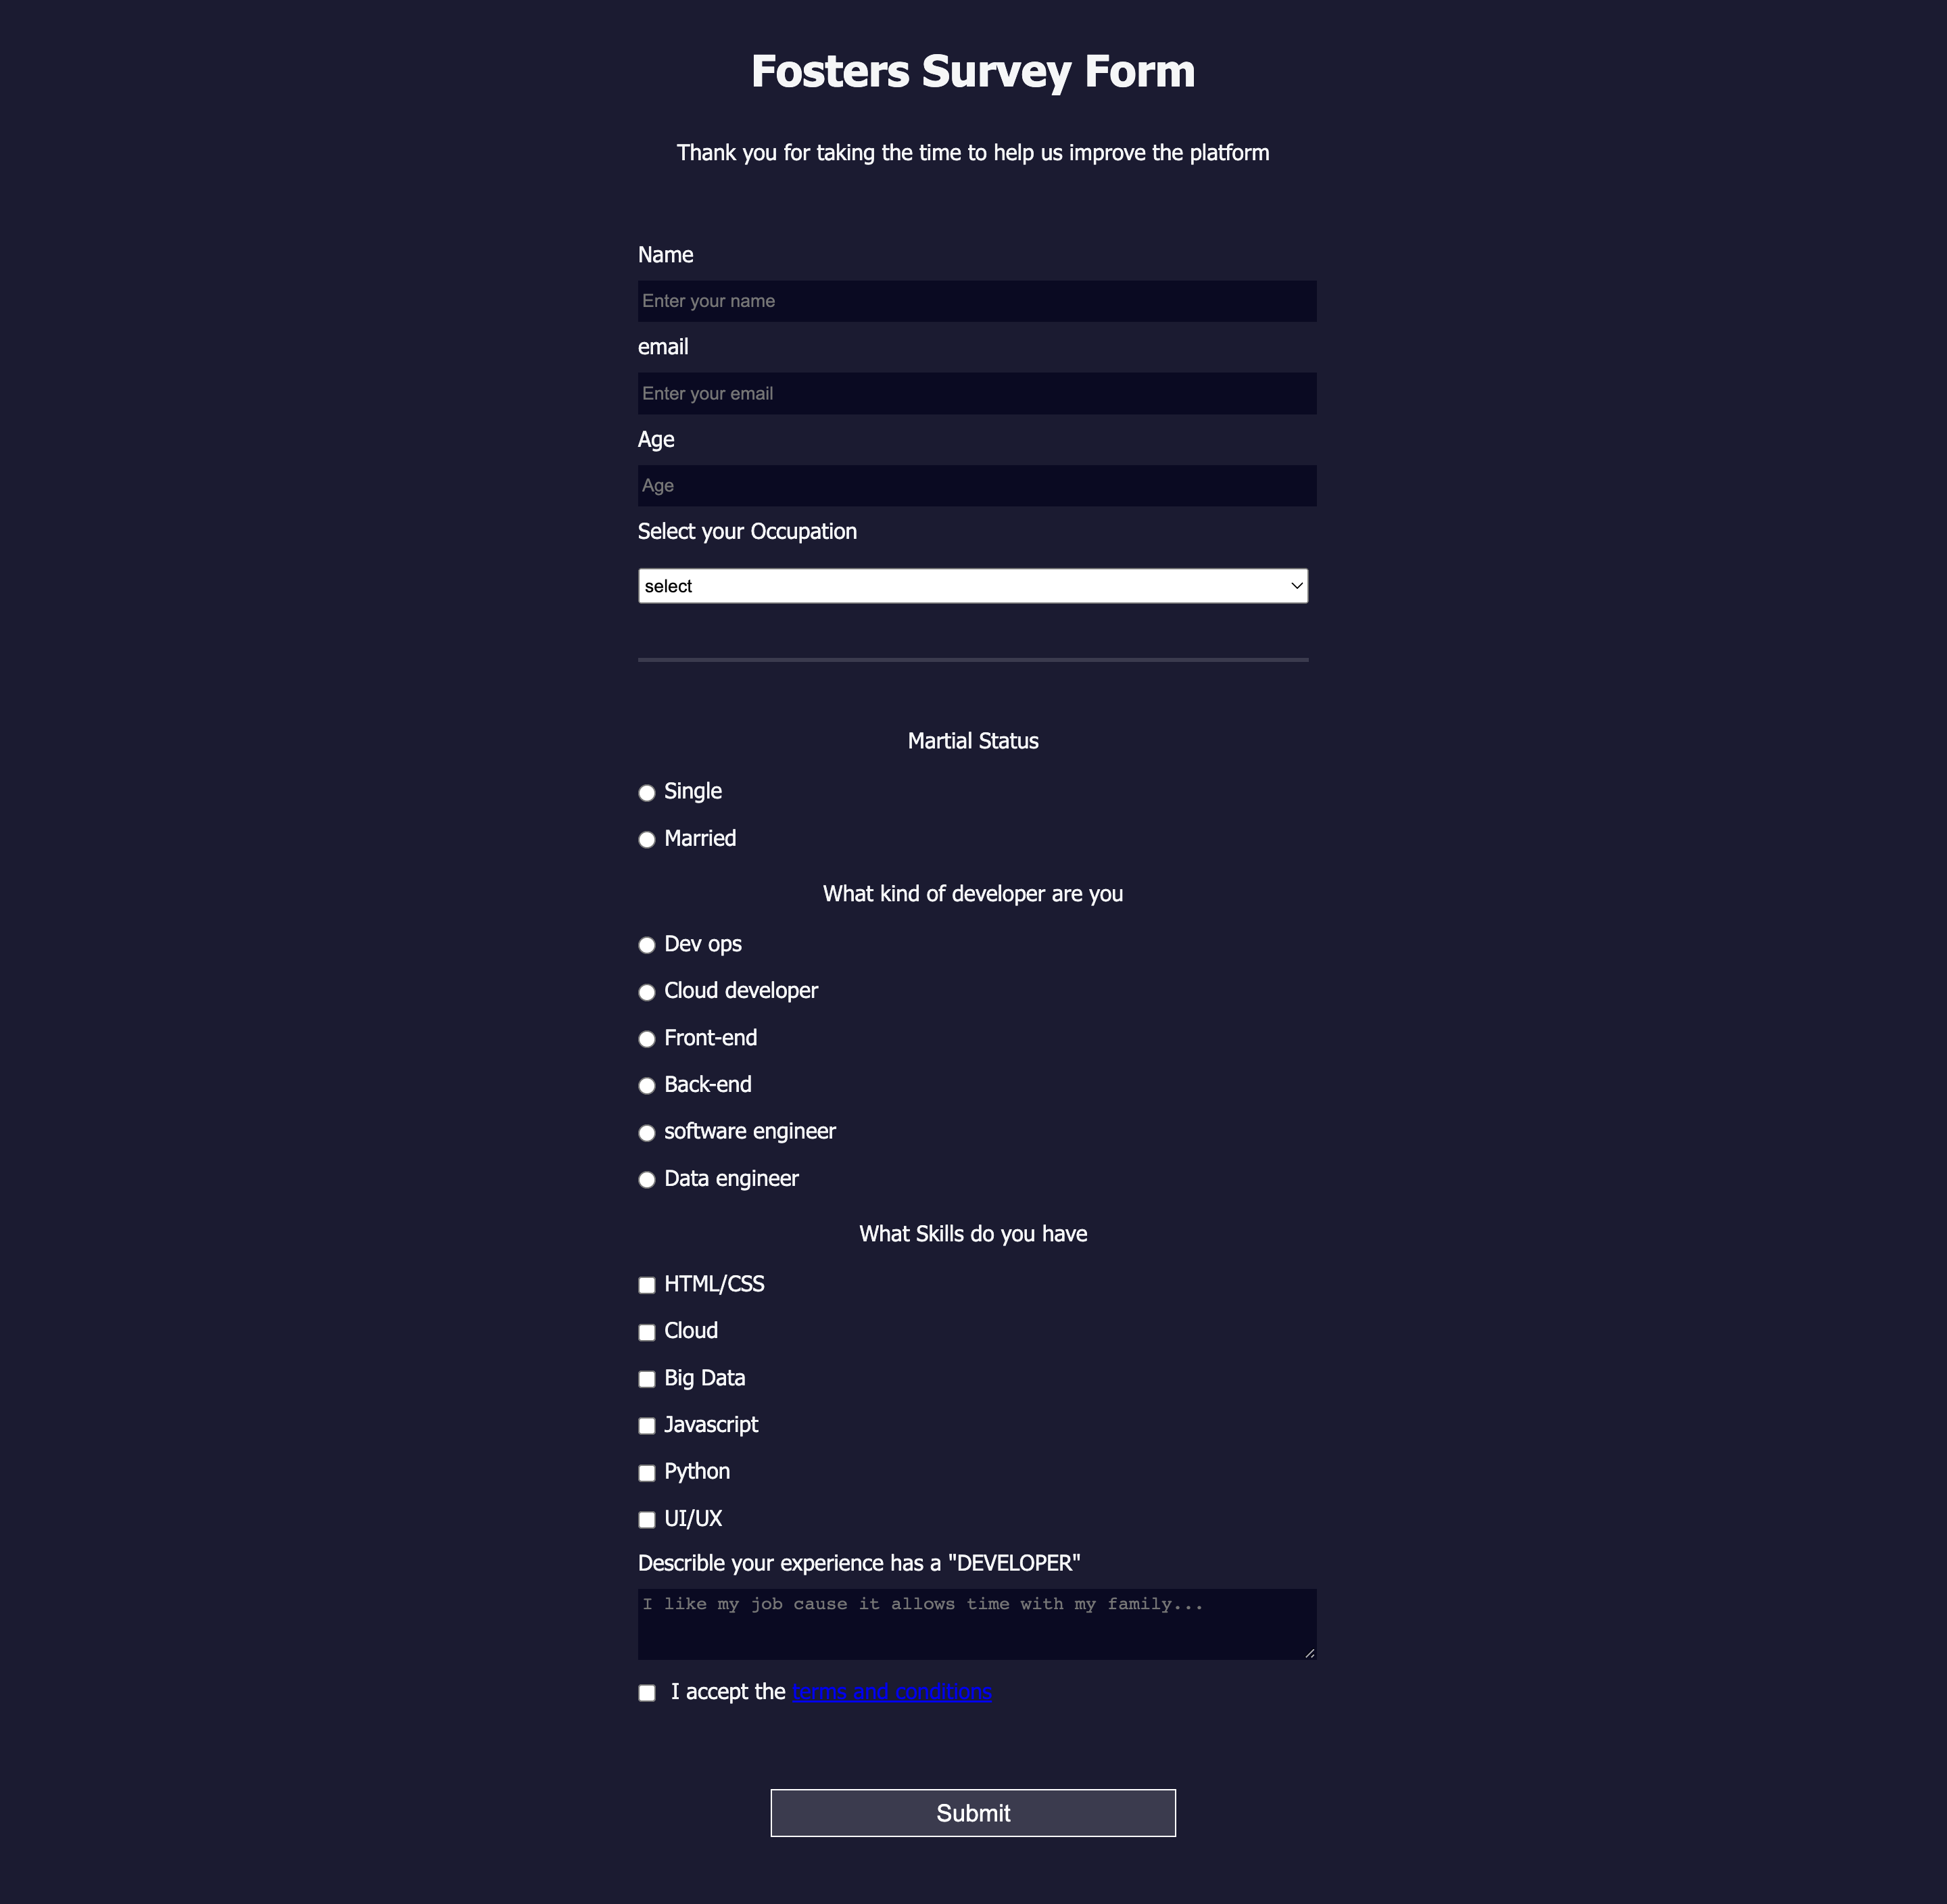 Fosters Survey Form
Thank you for taking the time to help us improve the platform
Name
Enter your name
email
Enter your email
Age
Age
Select your Occupation
select
Martial Status
Single
Married
What kind of developer are you
Dev ops
Cloud developer
Front-end
Back-end
software engineer
Data engineer
What Skills do you have
HTML/CSS
Cloud
Big Data
Javascript
Python
UI/UX
Describle your experience has a "DEVELOPER"
I like my job cause it allows time with my family...
I accept the terms and conditions
Submit